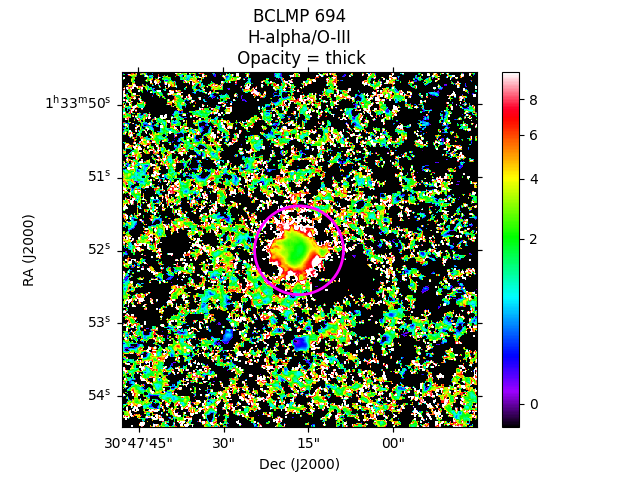 BCLMP 694
H-alpha/O-III
Opacity = thick
1ʰ33ᵐ50ˢ
51ˢ
52ˢ
53ˢ
54ˢ
RA (J2000)
30°47'45"
30"
15"
00"
Dec (J2000)
8
6
4
2
0